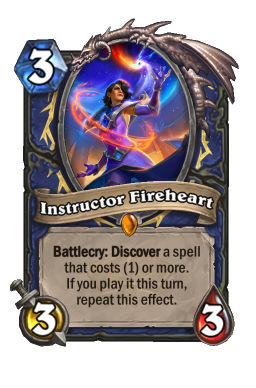 3
Instructor Fireheart
Battlecry: Discover a spell
that costs (1) or more.
If you play it this turn,
repeat this effect.
3
3